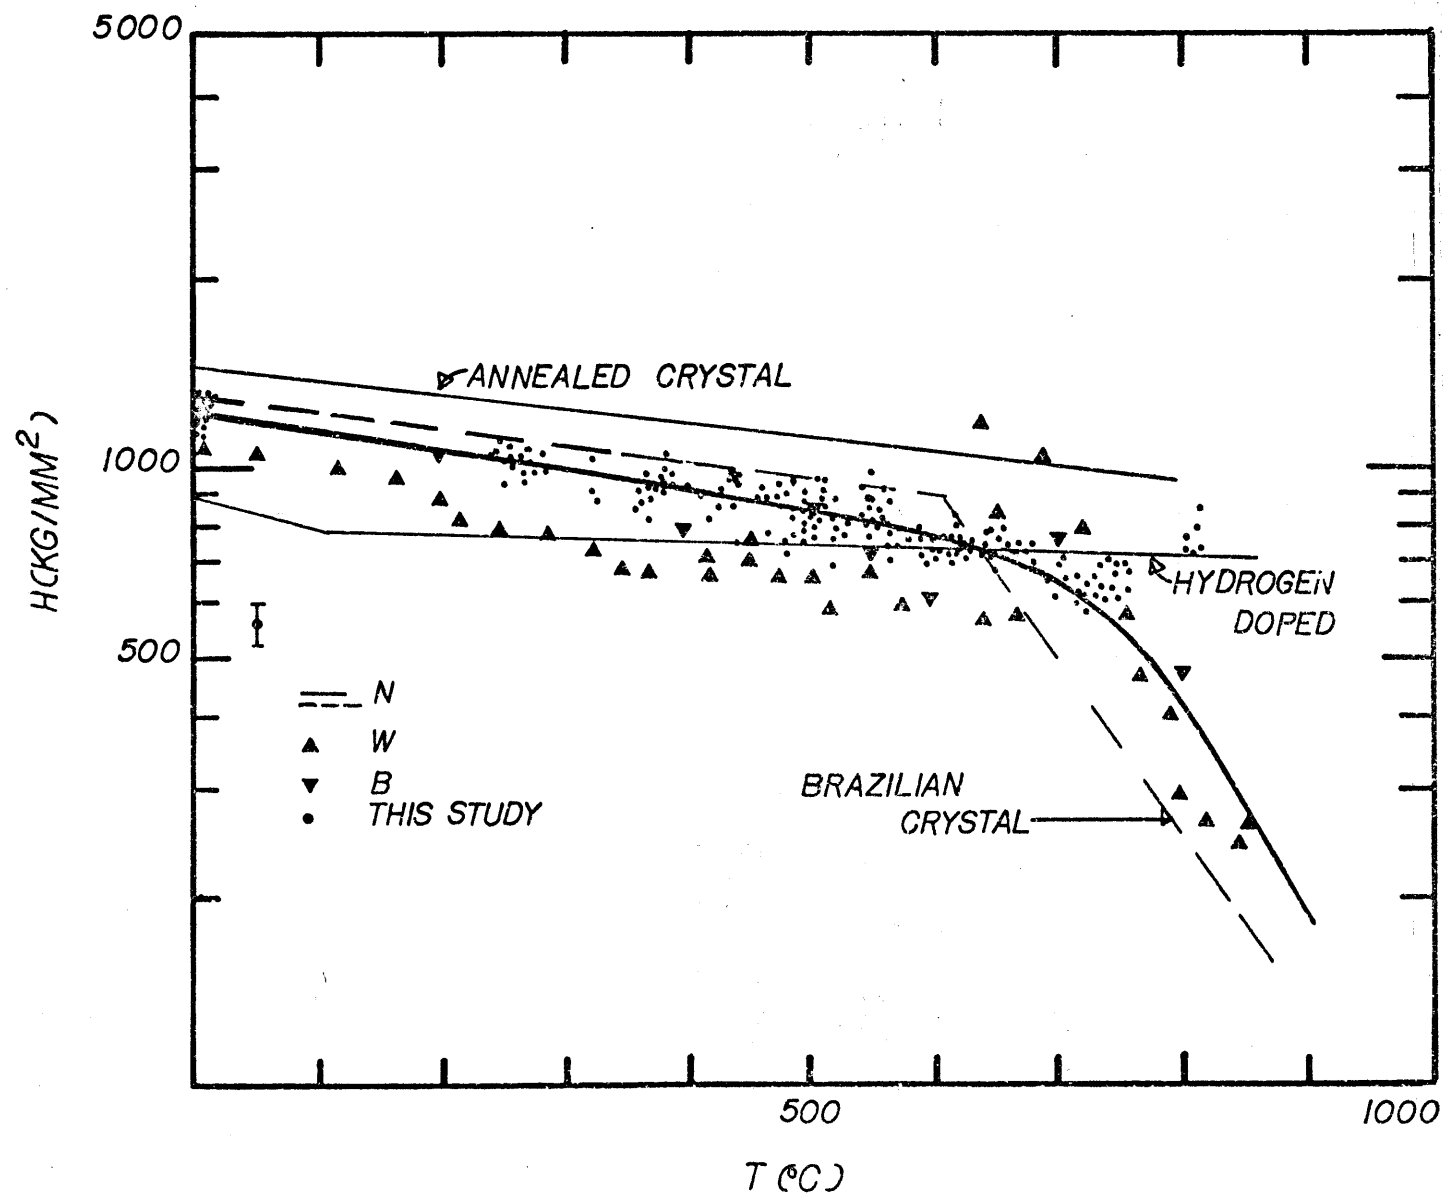 5000
ANNEALED CRYSTAL
1000
H(KG/MM²)
HYDROGEN
DOPED
500
N
W
B
THIS STUDY
BRAZILIAN
CRYSTAL
500
1000
T (°C)